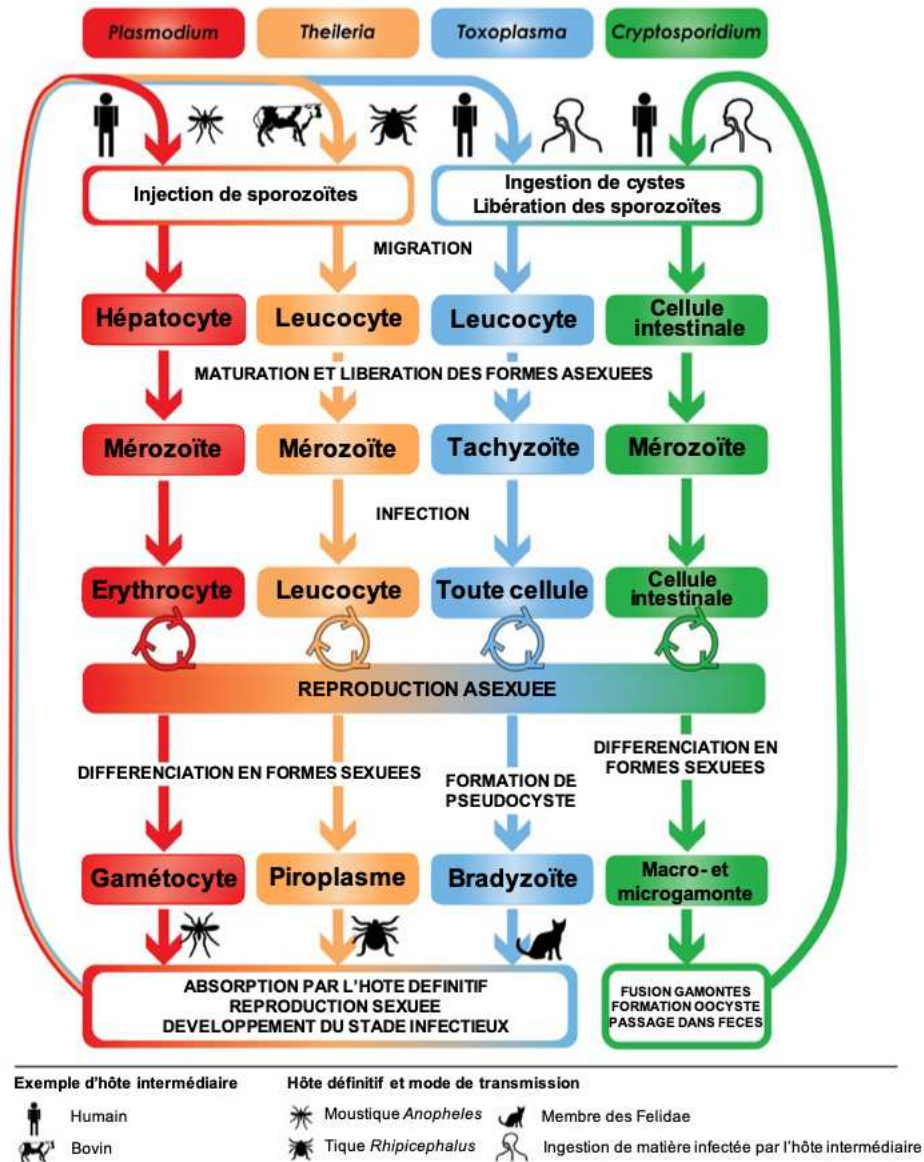 Plasmodium
Theileria
Toxoplasma
Cryptosporidium
Injection de sporozoïtes
Ingestion de cystes
Libération des sporozoïtes
MIGRATION
Hépatocyte
Leucocyte
Leucocyte
Cellule
intestinale
MATURATION ET LIBERATION DES FORMES ASEXUEES
Mérozoïte
Mérozoïte
Tachyzoïte
Mérozoïte
INFECTION
Erythrocyte
Leucocyte
Toute cellule
Cellule
intestinale
REPRODUCTION ASEXUEE
DIFFERENCIATION EN FORMES SEXUEES
FORMATION DE
PSEUDOCYSTE
DIFFERENCIATION EN
FORMES SEXUEES
Gamétocyte
Piroplasme
Bradyzoïte
Macro- et
microgamonte
ABSORPTION PAR L'HOTE DEFINITIF
REPRODUCTION SEXUEE
DEVELOPPEMENT DU STADE INFECTIEUX
FUSION GAMONTES
FORMATION OOCYSTE
PASSAGE DANS FECES
Exemple d'hôte intermédiaire
Humain
Bovin
Hôte définitif et mode de transmission
Moustique Anopheles
Membre des Felidae
Tique Rhipicephalus
Ingestion de matière infectée par l'hôte intermédiaire